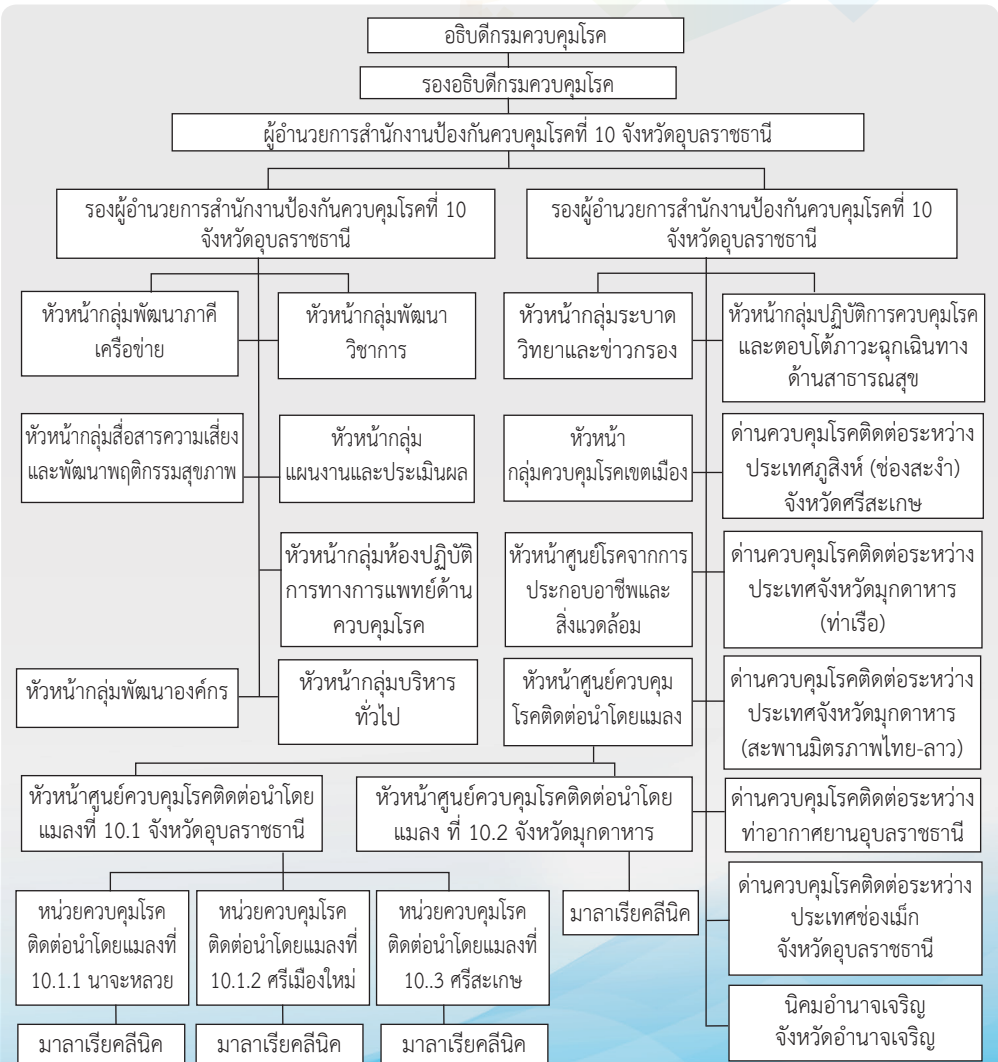 อธิบดีกรมควบคุมโรค
รองอธิบดีกรมควบคุมโรค
ผู้อำนวยการสำนักงานป้องกันควบคุมโรคที่ 10 จังหวัดอุบลราชธานี
รองผู้อำนวยการสำนักงานป้องกันควบคุมโรคที่ 10
จังหวัดอุบลราชธานี
รองผู้อำนวยการสำนักงานป้องกันควบคุมโรคที่ 10
จังหวัดอุบลราชธานี
หัวหน้ากลุ่มพัฒนาภาคี
เครือข่าย
หัวหน้ากลุ่มพัฒนา
วิชาการ
หัวหน้ากลุ่มระบาด
วิทยาและข่าวกรอง
หัวหน้ากลุ่มปฏิบัติการควบคุมโรค
และตอบโต้ภาวะฉุกเฉินทาง
ด้านสาธารณสุข
หัวหน้ากลุ่มสื่อสารความเสี่ยง
และพัฒนาพฤติกรรมสุขภาพ
หัวหน้ากลุ่ม
แผนงานและประเมินผล
หัวหน้า
กลุ่มควบคุมโรคเขตเมือง
ด่านควบคุมโรคติดต่อระหว่าง
ประเทศภูสิงห์ (ช่องสะงำ)
จังหวัดศรีสะเกษ
หัวหน้ากลุ่มห้องปฏิบัติ
การทางการแพทย์ด้าน
ควบคุมโรค
หัวหน้าศูนย์โรคจากการ
ประกอบอาชีพและ
สิ่งแวดล้อม
ด่านควบคุมโรคติดต่อระหว่าง
ประเทศจังหวัดมุกดาหาร
(ท่าเรือ)
หัวหน้ากลุ่มพัฒนาองค์กร
หัวหน้ากลุ่มบริหาร
ทั่วไป
หัวหน้าศูนย์ควบคุม
โรคติดต่อนำโดยแมลง
ด่านควบคุมโรคติดต่อระหว่าง
ประเทศจังหวัดมุกดาหาร
(สะพานมิตรภาพไทย-ลาว)
หัวหน้าศูนย์ควบคุมโรคติดต่อนำโดย
แมลงที่ 10.1 จังหวัดอุบลราชธานี
หัวหน้าศูนย์ควบคุมโรคติดต่อนำโดย
แมลง ที่ 10.2 จังหวัดมุกดาหาร
ด่านควบคุมโรคติดต่อระหว่าง
ท่าอากาศยานอุบลราชธานี
หน่วยควบคุมโรค
ติดต่อนำโดยแมลงที่
10.1.1 นาจะหลวย
หน่วยควบคุมโรค
ติดต่อนำโดยแมลงที่
10.1.2 ศรีเมืองใหม่
หน่วยควบคุมโรค
ติดต่อนำโดยแมลงที่
10..3 ศรีสะเกษ
มาลาเรียคลีนิค
ด่านควบคุมโรคติดต่อระหว่าง
ประเทศช่องเม็ก
จังหวัดอุบลราชธานี
มาลาเรียคลีนิค
มาลาเรียคลีนิค
มาลาเรียคลีนิค
นิคมอำนาจเจริญ
จังหวัดอำนาจเจริญ